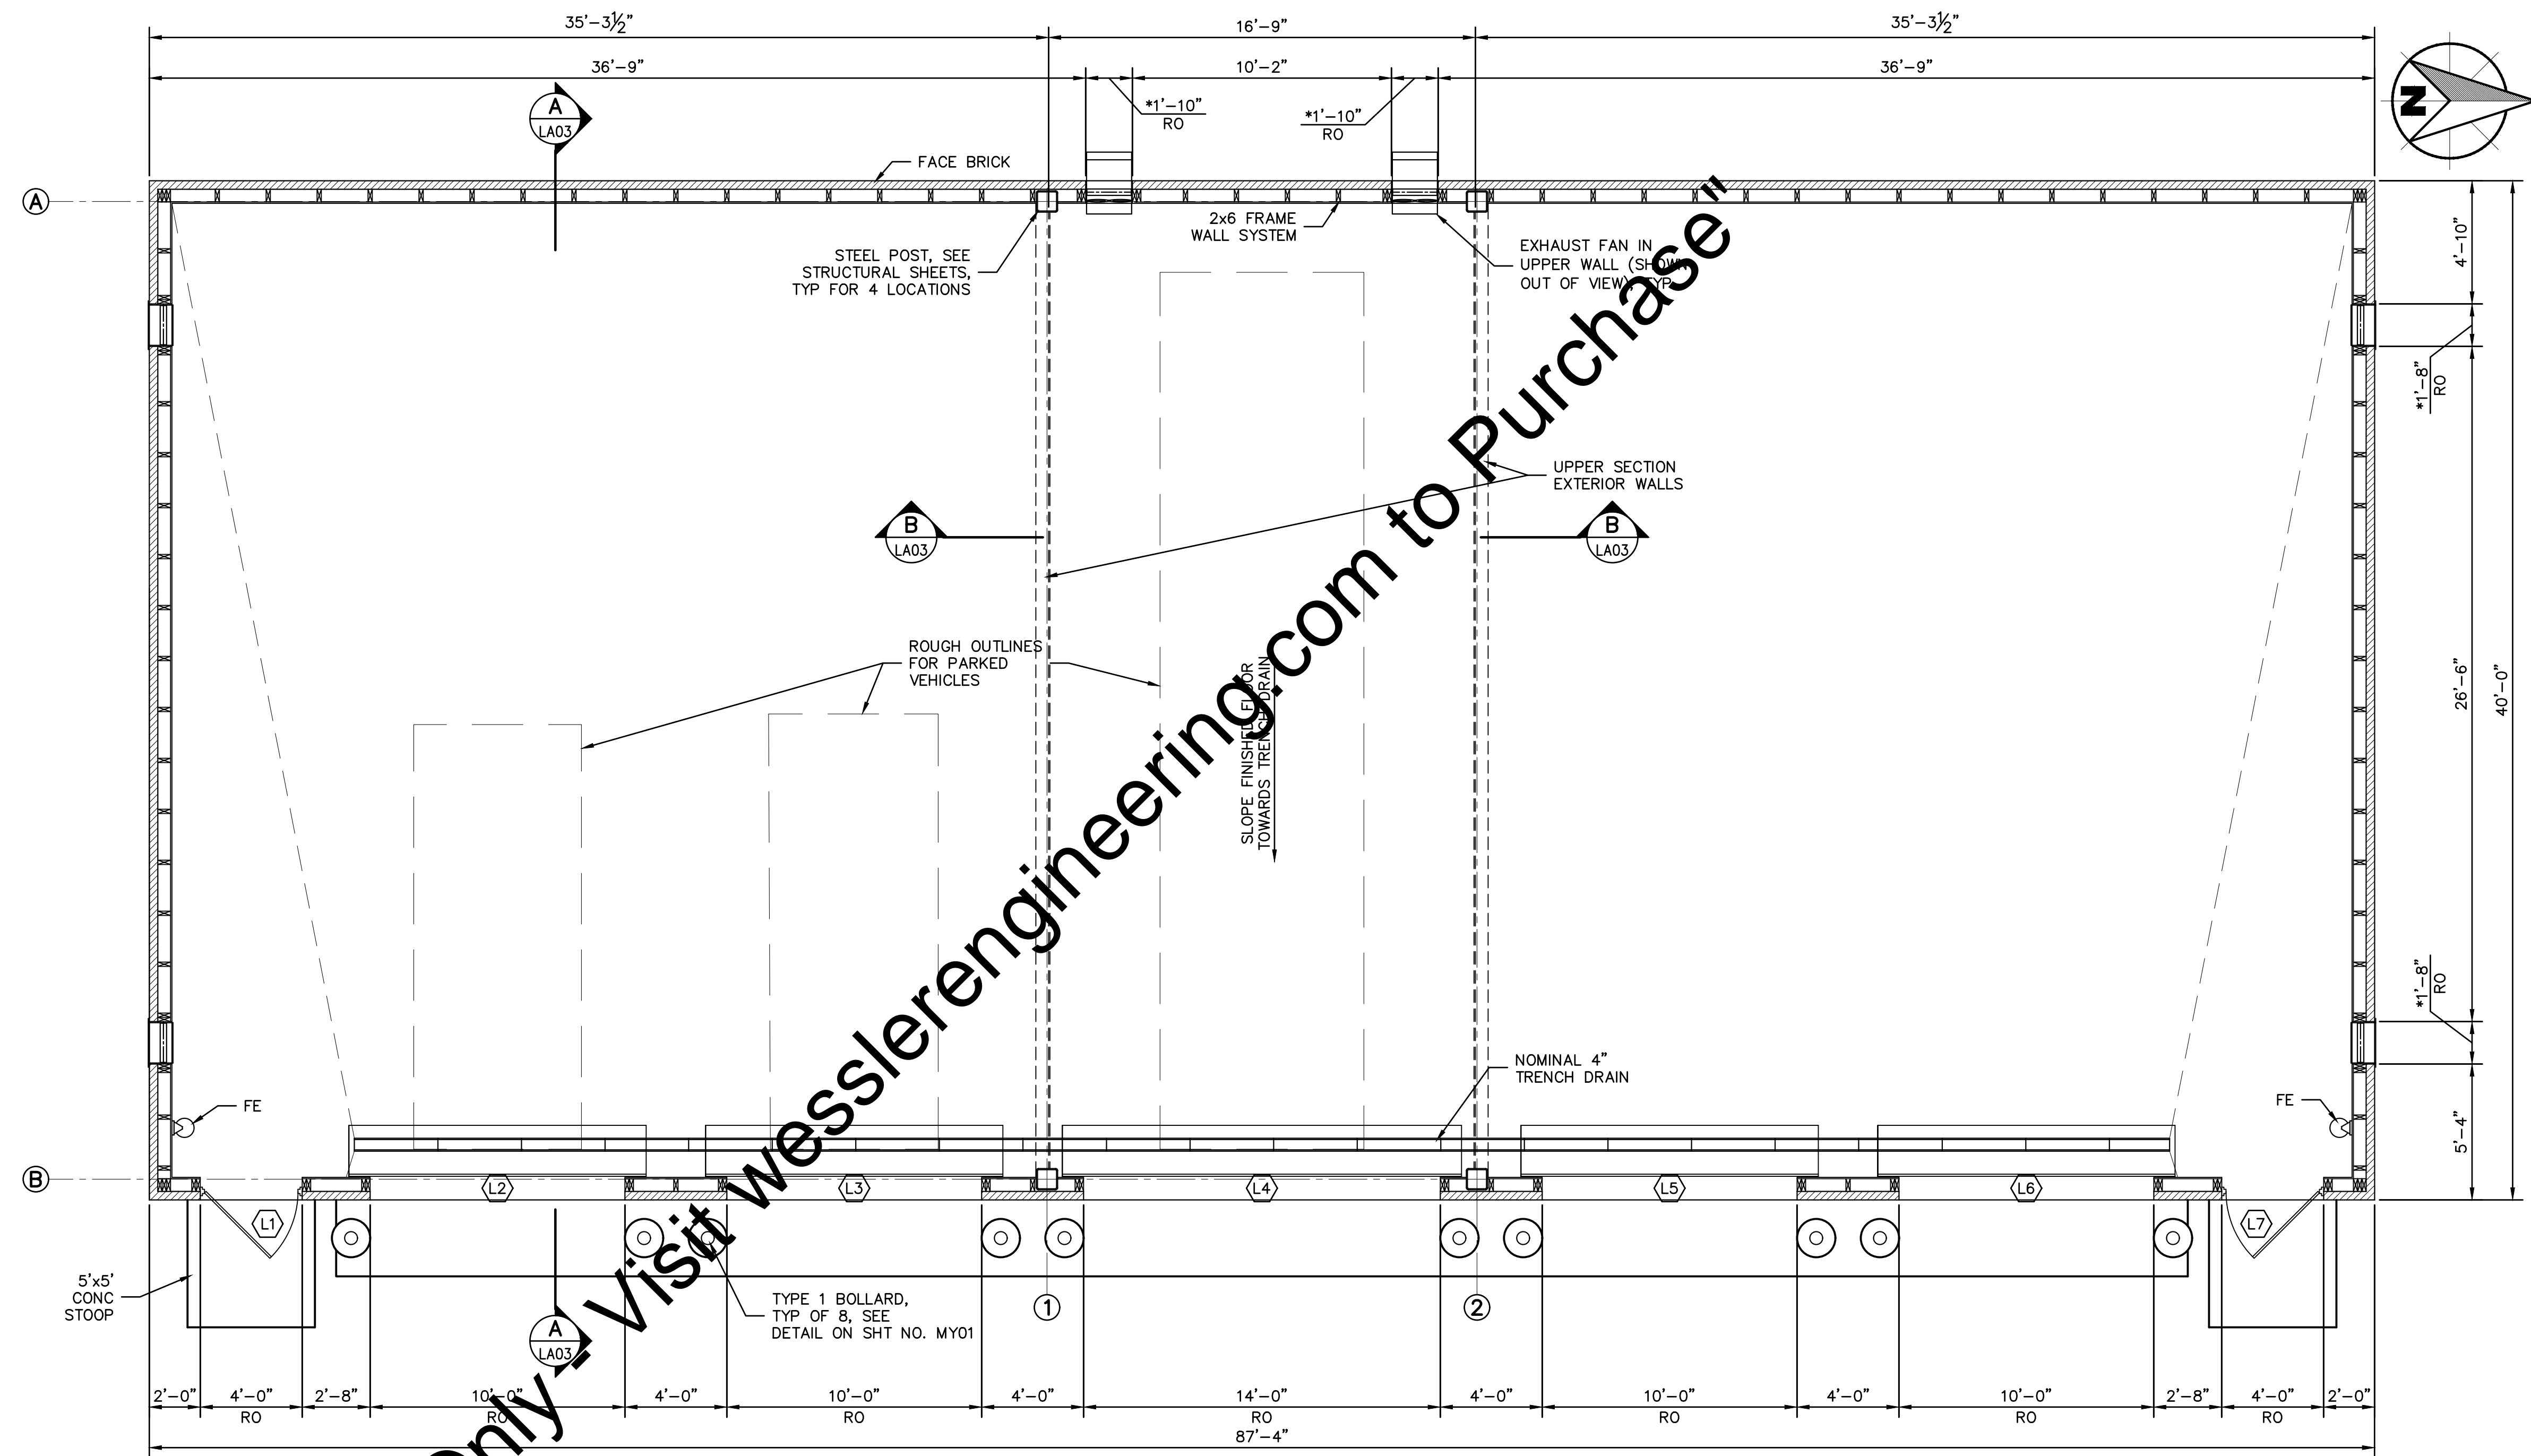 35'-3½"
16'-9"
35'-3½"
36'-9"
10'-2"
36'-9"
*1'-10"
RO
*1'-10"
RO
N
A
LA03
FACE BRICK
A
2x6 FRAME
WALL SYSTEM
STEEL POST, SEE
STRUCTURAL SHEETS,
TYP FOR 4 LOCATIONS
EXHAUST FAN IN
UPPER WALL (SHOWN
OUT OF VIEW), TYP
4'-10"
*1'-8"
RO
UPPER SECTION
EXTERIOR WALLS
B
LA03
B
LA03
ROUGH OUTLINES
FOR PARKED
VEHICLES
SLOPE FINISHED FLOOR
TOWARDS TRENCH DRAIN
26'-6"
40'-0"
*1'-8"
RO
NOMINAL 4"
TRENCH DRAIN
FE
FE
5'-4"
B
L1
L2
L3
L4
L5
L6
L7
5'x5'
CONC
STOOP
TYPE 1 BOLLARD,
TYP OF 8, SEE
DETAIL ON SHT NO. MY01
1
2
A
LA03
2'-0"
4'-0"
RO
2'-8"
10'-0"
RO
4'-0"
10'-0"
RO
4'-0"
14'-0"
RO
4'-0"
10'-0"
RO
4'-0"
10'-0"
RO
2'-8"
4'-0"
RO
2'-0"
87'-4"
Only - Visit wesslerengineering.com to Purchase"